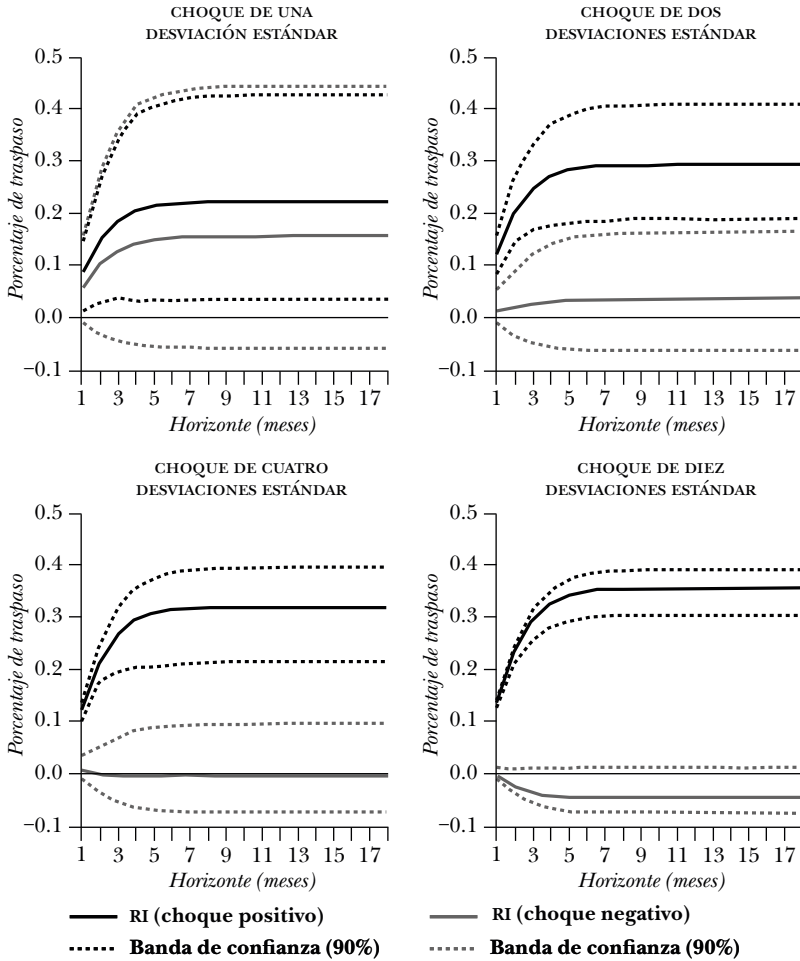 CHOQUE DE UNA
DESVIACIÓN ESTÁNDAR
Porcentaje de traspaso
0.5
0.4
0.3
0.2
0.1
0.0
−0.1
1 3 5 7 9 11 13 15 17
Horizonte (meses)
CHOQUE DE DOS
DESVIACIONES ESTÁNDAR
Porcentaje de traspaso
0.5
0.4
0.3
0.2
0.1
0.0
−0.1
1 3 5 7 9 11 13 15 17
Horizonte (meses)
CHOQUE DE CUATRO
DESVIACIONES ESTÁNDAR
Porcentaje de traspaso
0.5
0.4
0.3
0.2
0.1
0.0
−0.1
1 3 5 7 9 11 13 15 17
Horizonte (meses)
CHOQUE DE DIEZ
DESVIACIONES ESTÁNDAR
Porcentaje de traspaso
0.5
0.4
0.3
0.2
0.1
0.0
−0.1
1 3 5 7 9 11 13 15 17
Horizonte (meses)
RI (choque positivo)
RI (choque negativo)
Banda de confianza (90%)
Banda de confianza (90%)